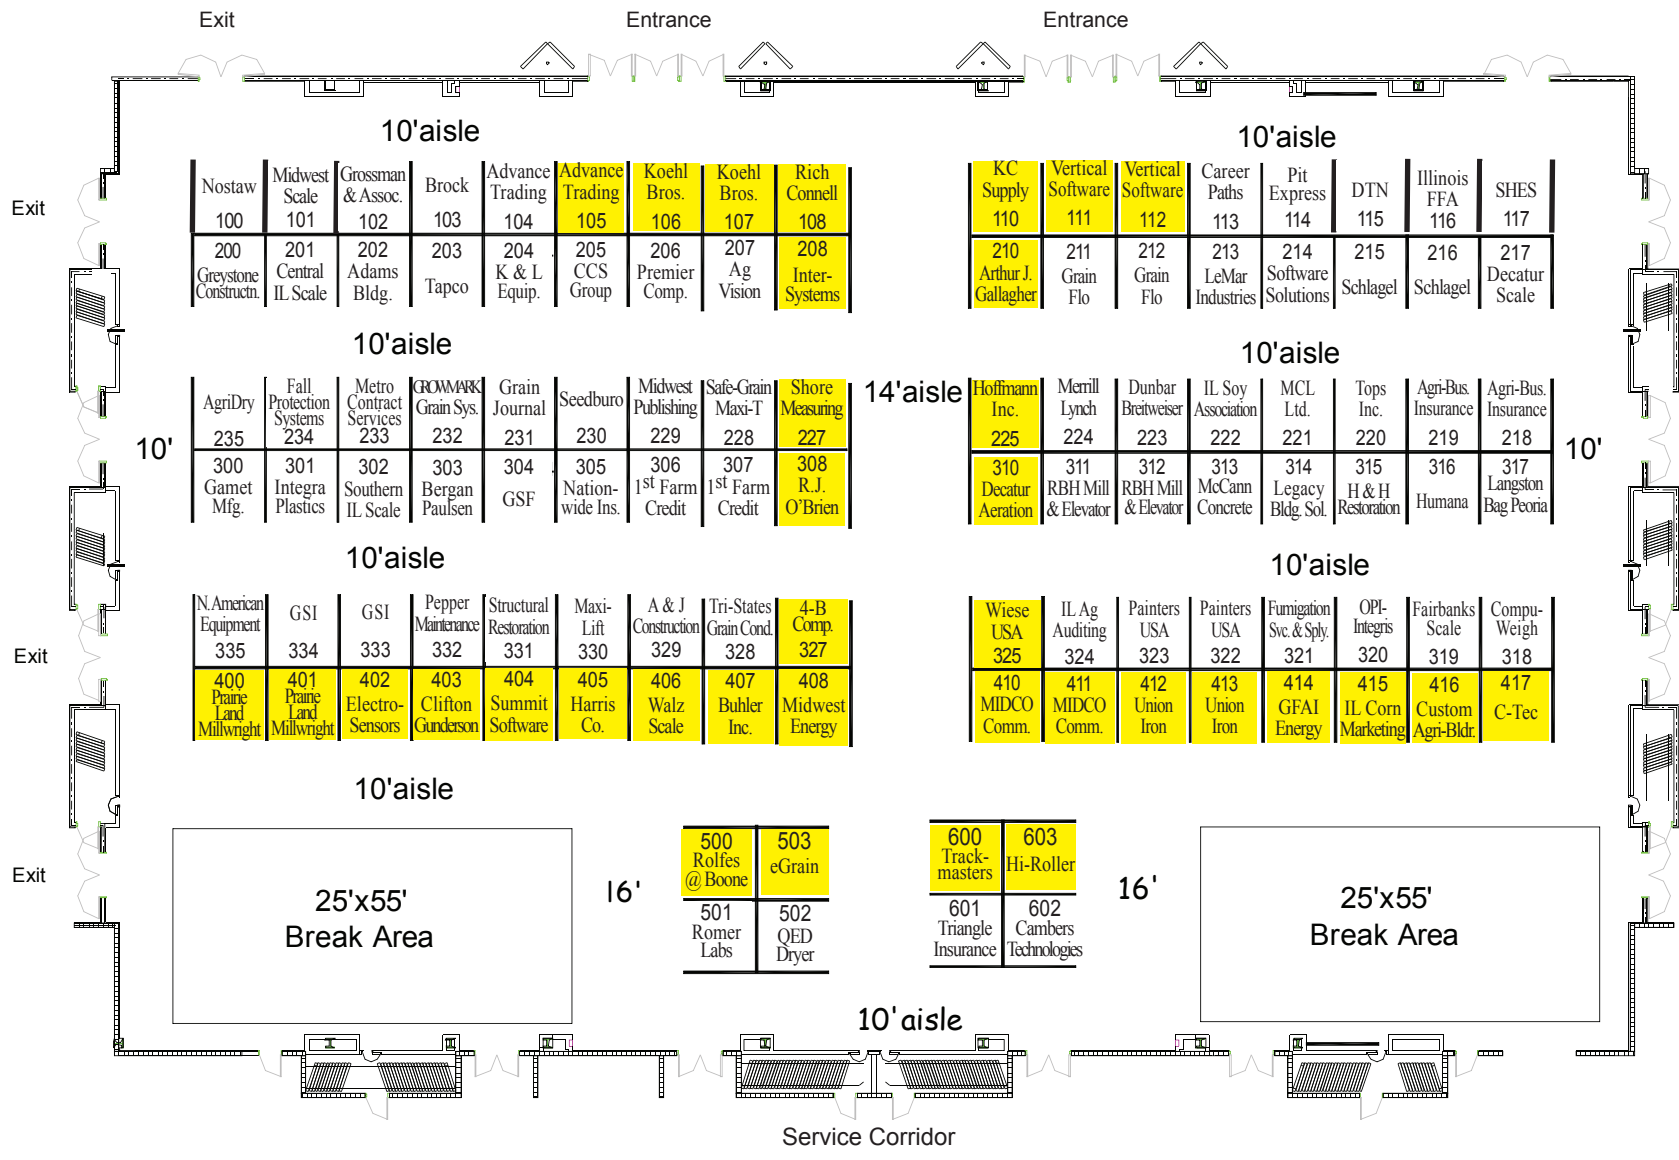 Exit
Entrance
Entrance
10'aisle
10'aisle
Nostaw
100
Midwest
Scale
101
Grossman
& Assoc.
102
Brock
103
Advance
Trading
104
Advance
Trading
105
Koehl
Bros.
106
Koehl
Bros.
107
Rich
Connell
108
KC
Supply
110
Vertical
Software
111
Vertical
Software
112
Career
Paths
113
Pit
Express
114
DTN
115
Illinois
FFA
116
SHES
117
Exit
200
Greystone
Constructn.
201
Central
IL Scale
202
Adams
Bldg.
203
Tapco
204
K & L
Equip.
205
CCS
Group
206
Premier
Comp.
207
Ag
Vision
208
Inter-
Systems
210
Arthur J.
Gallagher
211
Grain
Flo
212
Grain
Flo
213
LeMar
Industries
214
Software
Solutions
215
Schlagel
216
Schlagel
217
Decatur
Scale
10'aisle
10'aisle
14'aisle
AgriDry
235
Fall
Protection
Systems
234
Metro
Contract
Services
233
GROWMARK
Grain Sys.
232
Grain
Journal
231
Seedburo
230
Midwest
Publishing
229
Safe-Grain
Maxi-T
228
Shore
Measuring
227
Hoffmann
Inc.
225
Merrill
Lynch
224
Dunbar
Breitweiser
223
IL Soy
Association
222
MCL
Ltd.
221
Tops
Inc.
220
Agri-Bus.
Insurance
219
Agri-Bus.
Insurance
218
10'
10'
300
Gamet
Mfg.
301
Integra
Plastics
302
Southern
IL Scale
303
Bergan
Paulsen
304
GSF
305
Nation-
wide Ins.
306
1st Farm
Credit
307
1st Farm
Credit
308
R.J.
O'Brien
310
Decatur
Aeration
311
RBH Mill
& Elevator
312
RBH Mill
& Elevator
313
McCann
Concrete
314
Legacy
Bldg. Sol.
315
H & H
Restoration
316
Humana
317
Langston
Bag Peoria
10'aisle
10'aisle
N. American
Equipment
335
GSI
334
GSI
333
Pepper
Maintenance
332
Structural
Restoration
331
Maxi-
Lift
330
A & J
Construction
329
Tri-States
Grain Cond.
328
4-B
Comp.
327
Wiese
USA
325
IL Ag
Auditing
324
Painters
USA
323
Painters
USA
322
Fumigation
Svc. & Sply.
321
OPI-
Integris
320
Fairbanks
Scale
319
Compu-
Weigh
318
Exit
400
Prairie
Land
Millwright
401
Prairie
Land
Millwright
402
Electro-
Sensors
403
Clifton
Gunderson
404
Summit
Software
405
Harris
Co.
406
Walz
Scale
407
Buhler
Inc.
408
Midwest
Energy
410
MIDCO
Comm.
411
MIDCO
Comm.
412
Union
Iron
413
Union
Iron
414
GFAI
Energy
415
IL Corn
Marketing
416
Custom
Agri-Bldr.
417
C-Tec
10'aisle
Exit
25'x55'
Break Area
16'
500
Rolfes
@ Boone
503
eGrain
501
Romer
Labs
502
QED
Dryer
600
Track-
masters
603
Hi-Roller
601
Triangle
Insurance
602
Cambers
Technologies
16'
25'x55'
Break Area
10'aisle
Service Corridor